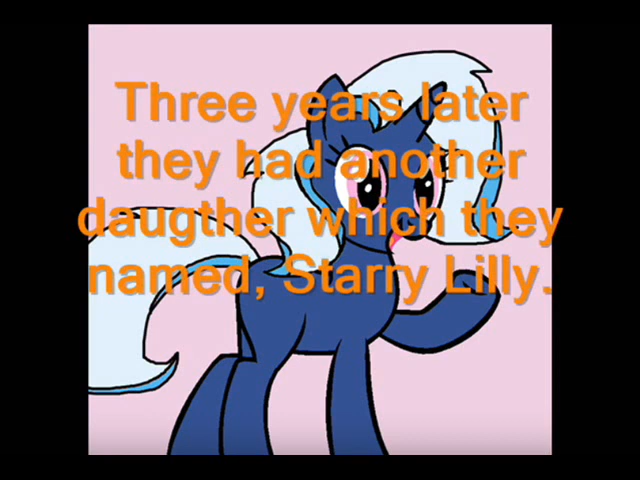 Three years later
they had another
daugther which they
named, Starry Lilly.